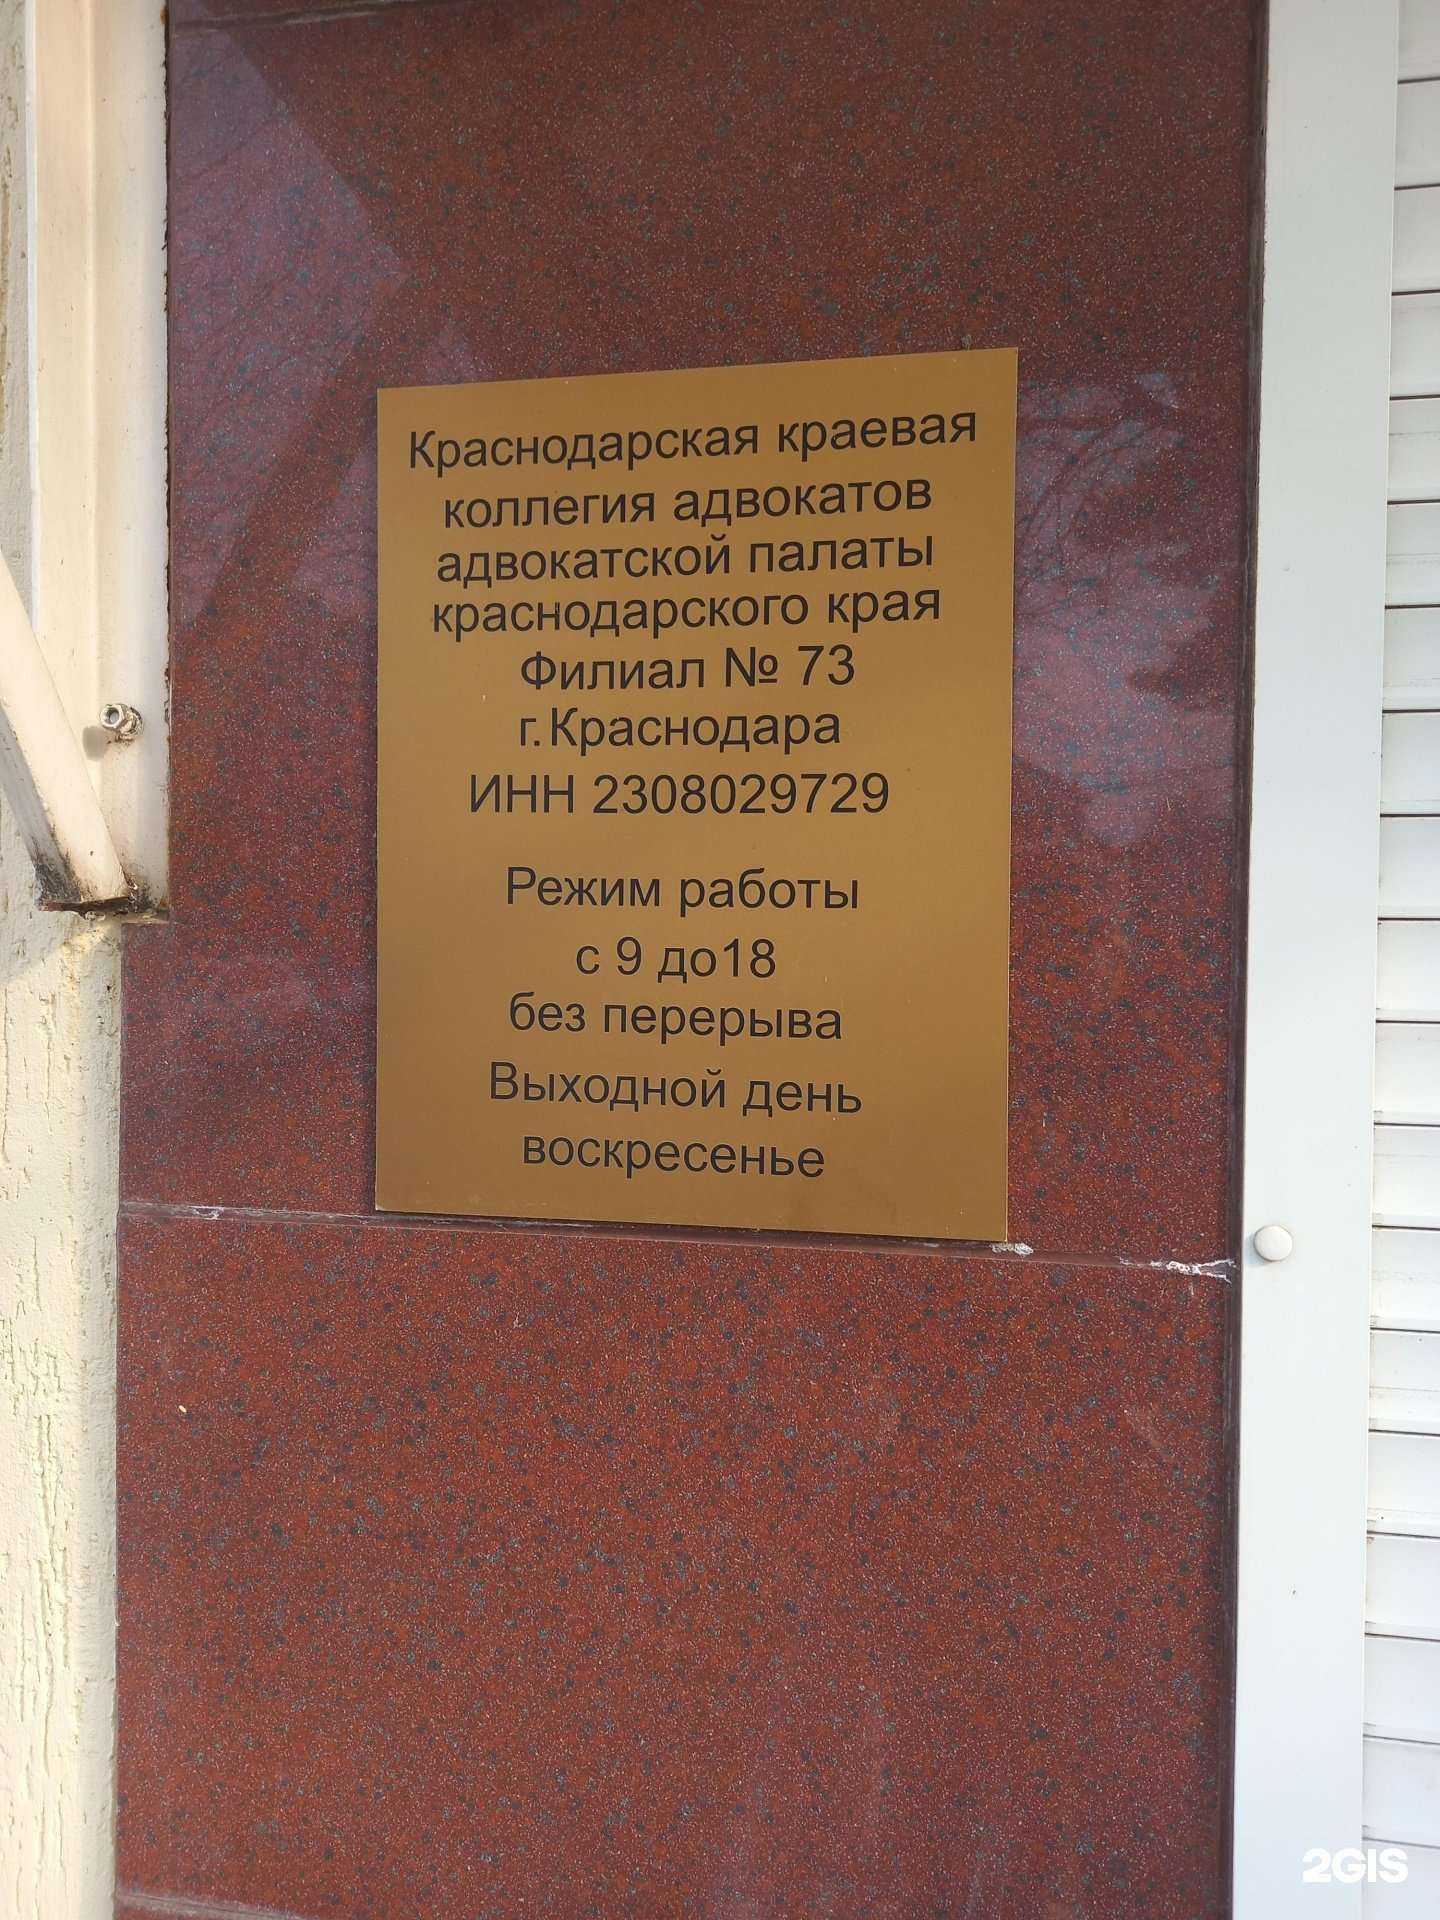 Краснодарская краевая
коллегия адвокатов
адвокатской палаты
краснодарского края
Филиал № 73
г.Краснодара
ИНН 2308029729
Режим работы
с 9 до18
без перерыва
Выходной день
воскресенье
2GIS